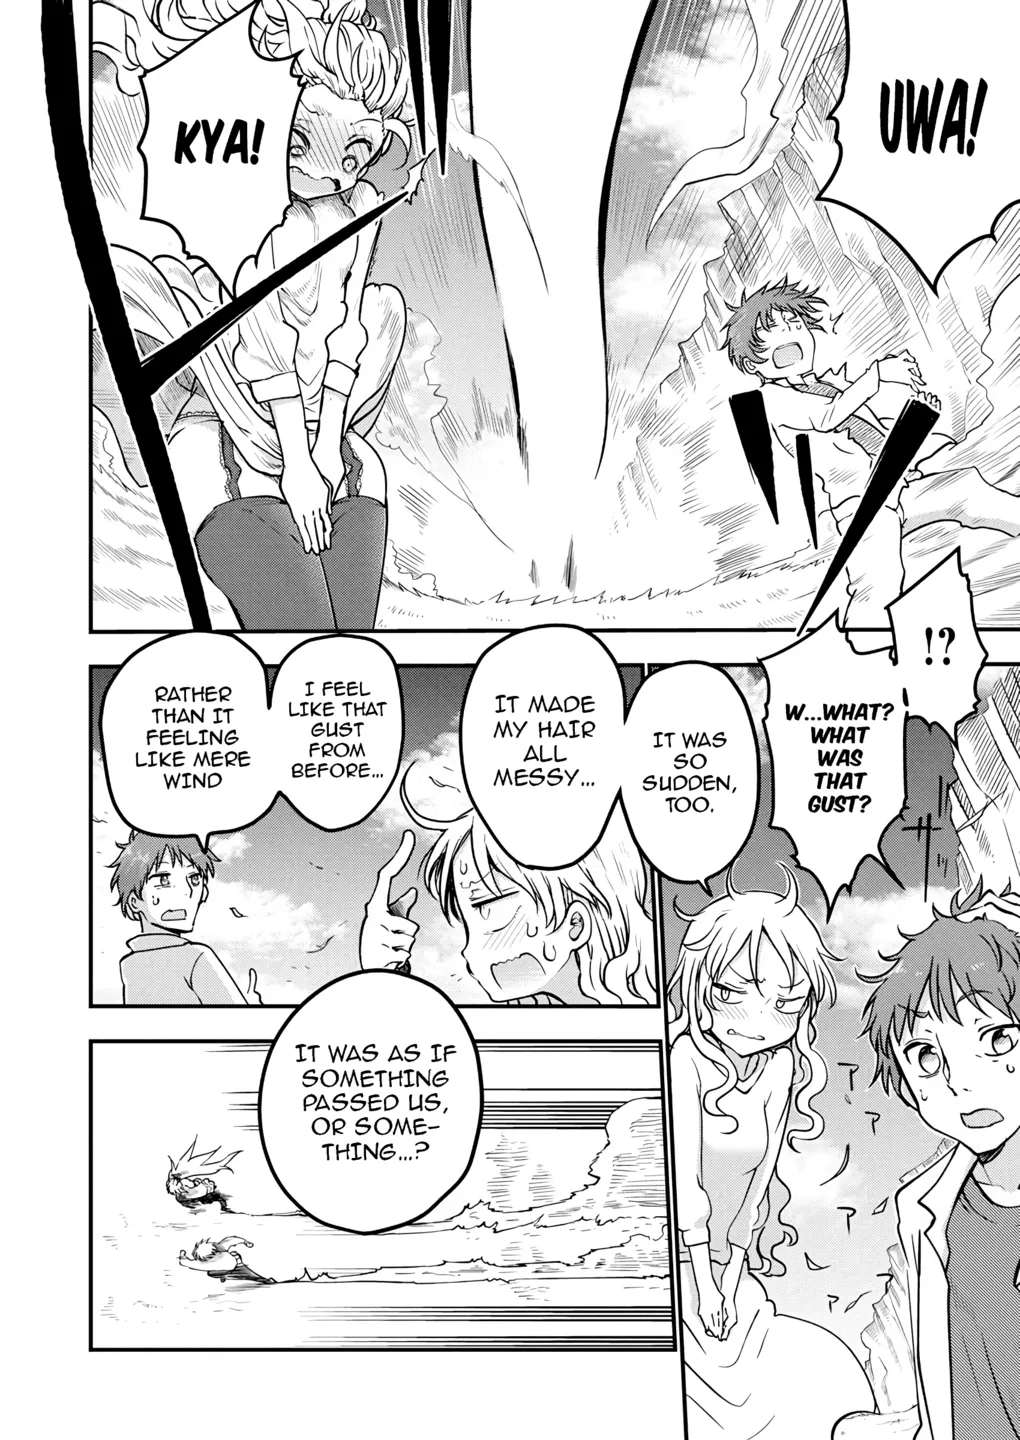 UWA!
KYA!
!?
W...WHAT?
WHAT
WAS
THAT
GUST?
IT WAS
SO
SUDDEN,
TOO.
IT MADE
MY HAIR
ALL
MESSY...
I FEEL
LIKE THAT
GUST
FROM
BEFORE...
RATHER
THAN IT
FEELING
LIKE MERE
WIND
IT WAS AS IF
SOMETHING
PASSED US,
OR SOME-
THING...?